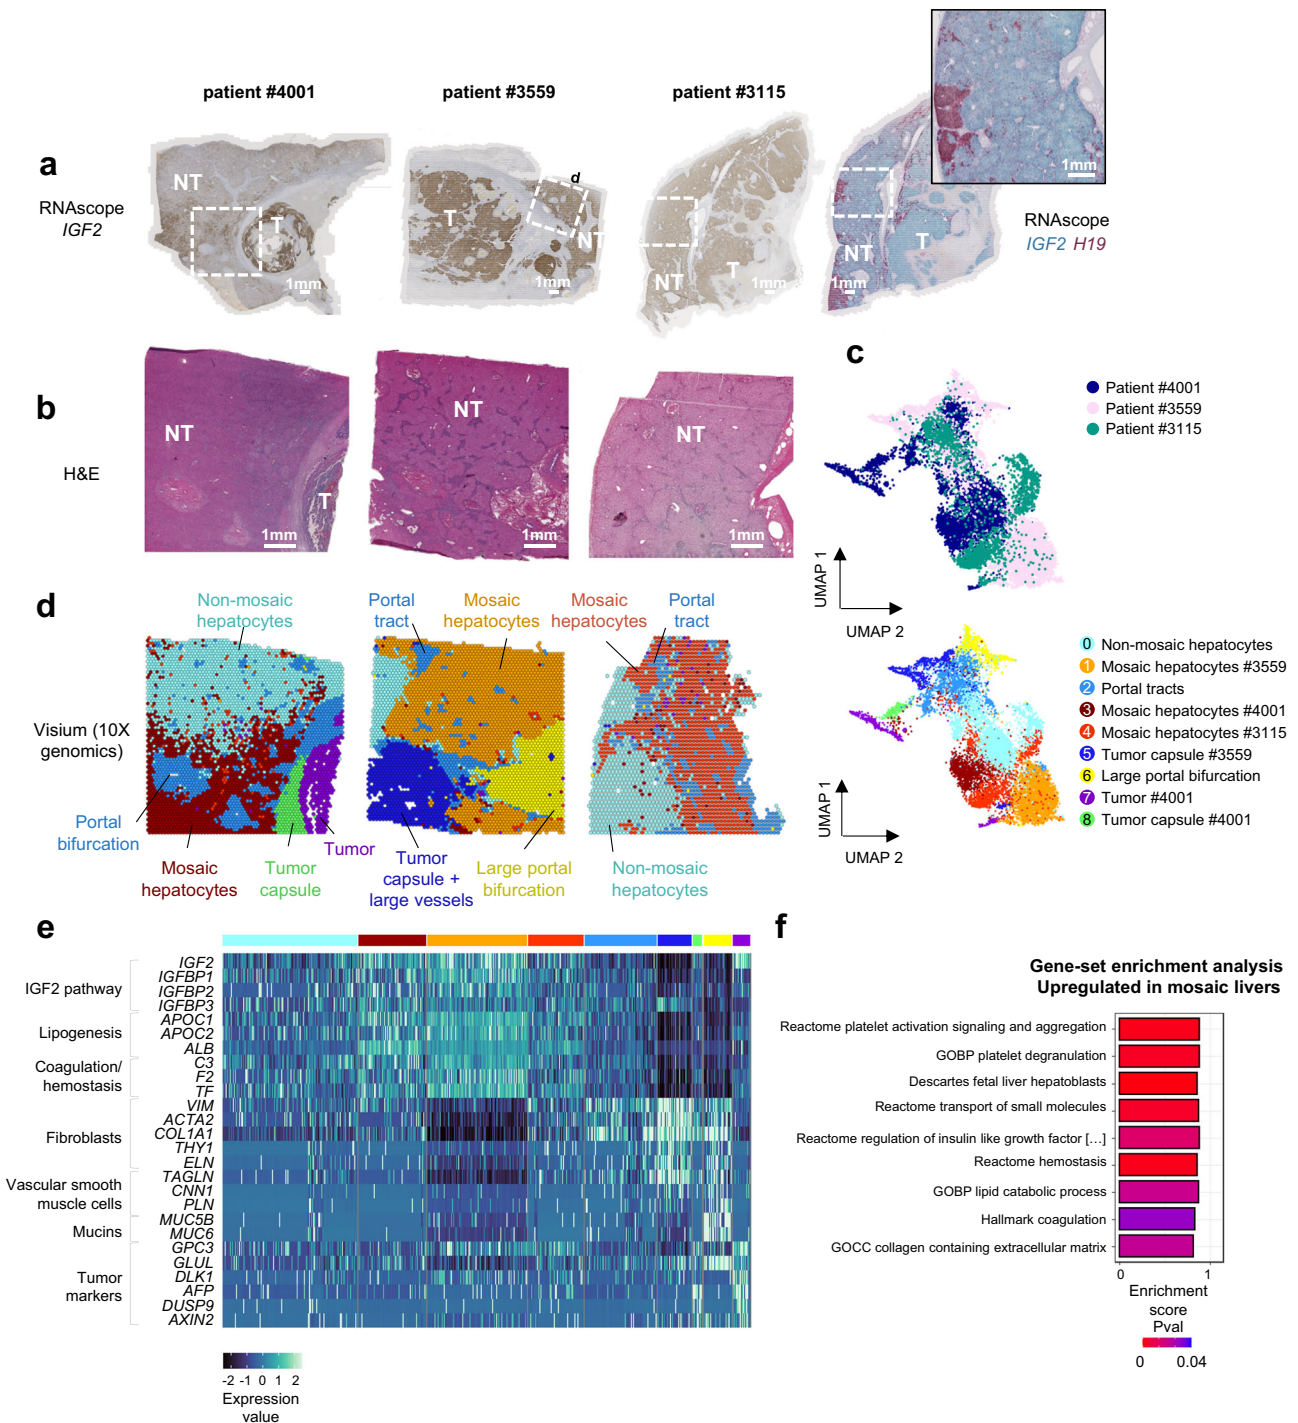 patient #4001
patient #3559
patient #3115
a
RNAscope
IGF2
NT
T
1mm
T
d
NT
1mm
NT
T
1mm
NT
T
1mm
1mm
RNAscope
IGF2 H19
b
H&E
NT
T
1mm
NT
1mm
NT
1mm
c
Patient #4001
Patient #3559
Patient #3115
UMAP 1
UMAP 2
d
Visium (10X
genomics)
Non-mosaic
hepatocytes
Portal
tract
Mosaic
hepatocytes
Mosaic
hepatocytes
Portal
tract
Portal
bifurcation
Mosaic
hepatocytes
Tumor
capsule
Tumor
Tumor
capsule +
large vessels
Large portal
bifurcation
Non-mosaic
hepatocytes
0 Non-mosaic hepatocytes
1 Mosaic hepatocytes #3559
2 Portal tracts
3 Mosaic hepatocytes #4001
4 Mosaic hepatocytes #3115
5 Tumor capsule #3559
6 Large portal bifurcation
7 Tumor #4001
8 Tumor capsule #4001
UMAP 1
UMAP 2
e
IGF2 pathway
IGF2
IGFBP1
IGFBP2
IGFBP3
Lipogenesis
APOC1
APOC2
ALB
Coagulation/
hemostasis
C3
F2
TF
Fibroblasts
VIM
ACTA2
COL1A1
THY1
ELN
Vascular smooth
muscle cells
TAGLN
CNN1
PLN
Mucins
MUC5B
MUC6
Tumor
markers
GPC3
GLUL
DLK1
AFP
DUSP9
AXIN2
-2 -1 0 1 2
Expression
value
f
Gene-set enrichment analysis
Upregulated in mosaic livers
Reactome platelet activation signaling and aggregation
GOBP platelet degranulation
Descartes fetal liver hepatoblasts
Reactome transport of small molecules
Reactome regulation of insulin like growth factor [...]
Reactome hemostasis
GOBP lipid catabolic process
Hallmark coagulation
GOCC collagen containing extracellular matrix
0 1
Enrichment
score
Pval
0 0.04